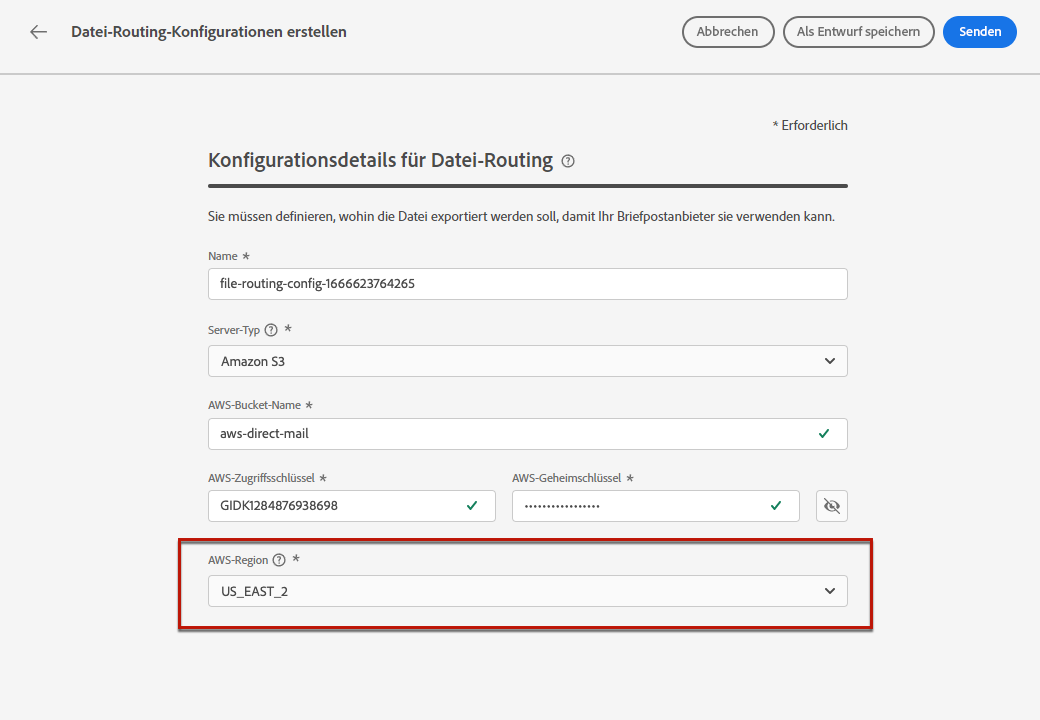 Datei-Routing-Konfigurationen erstellen
Abbrechen
Als Entwurf speichern
Senden
* Erforderlich
Konfigurationsdetails für Datei-Routing
Sie müssen definieren, wohin die Datei exportiert werden soll, damit Ihr Briefpostanbieter sie verwenden kann.
Name *
file-routing-config-1666623764265
Server-Typ ? *
Amazon S3
AWS-Bucket-Name *
aws-direct-mail
AWS-Zugriffsschlüssel *
AWS-Geheimschlüssel *
GIDK1284876938698
•••••••••••••••••
AWS-Region ? *
US_EAST_2